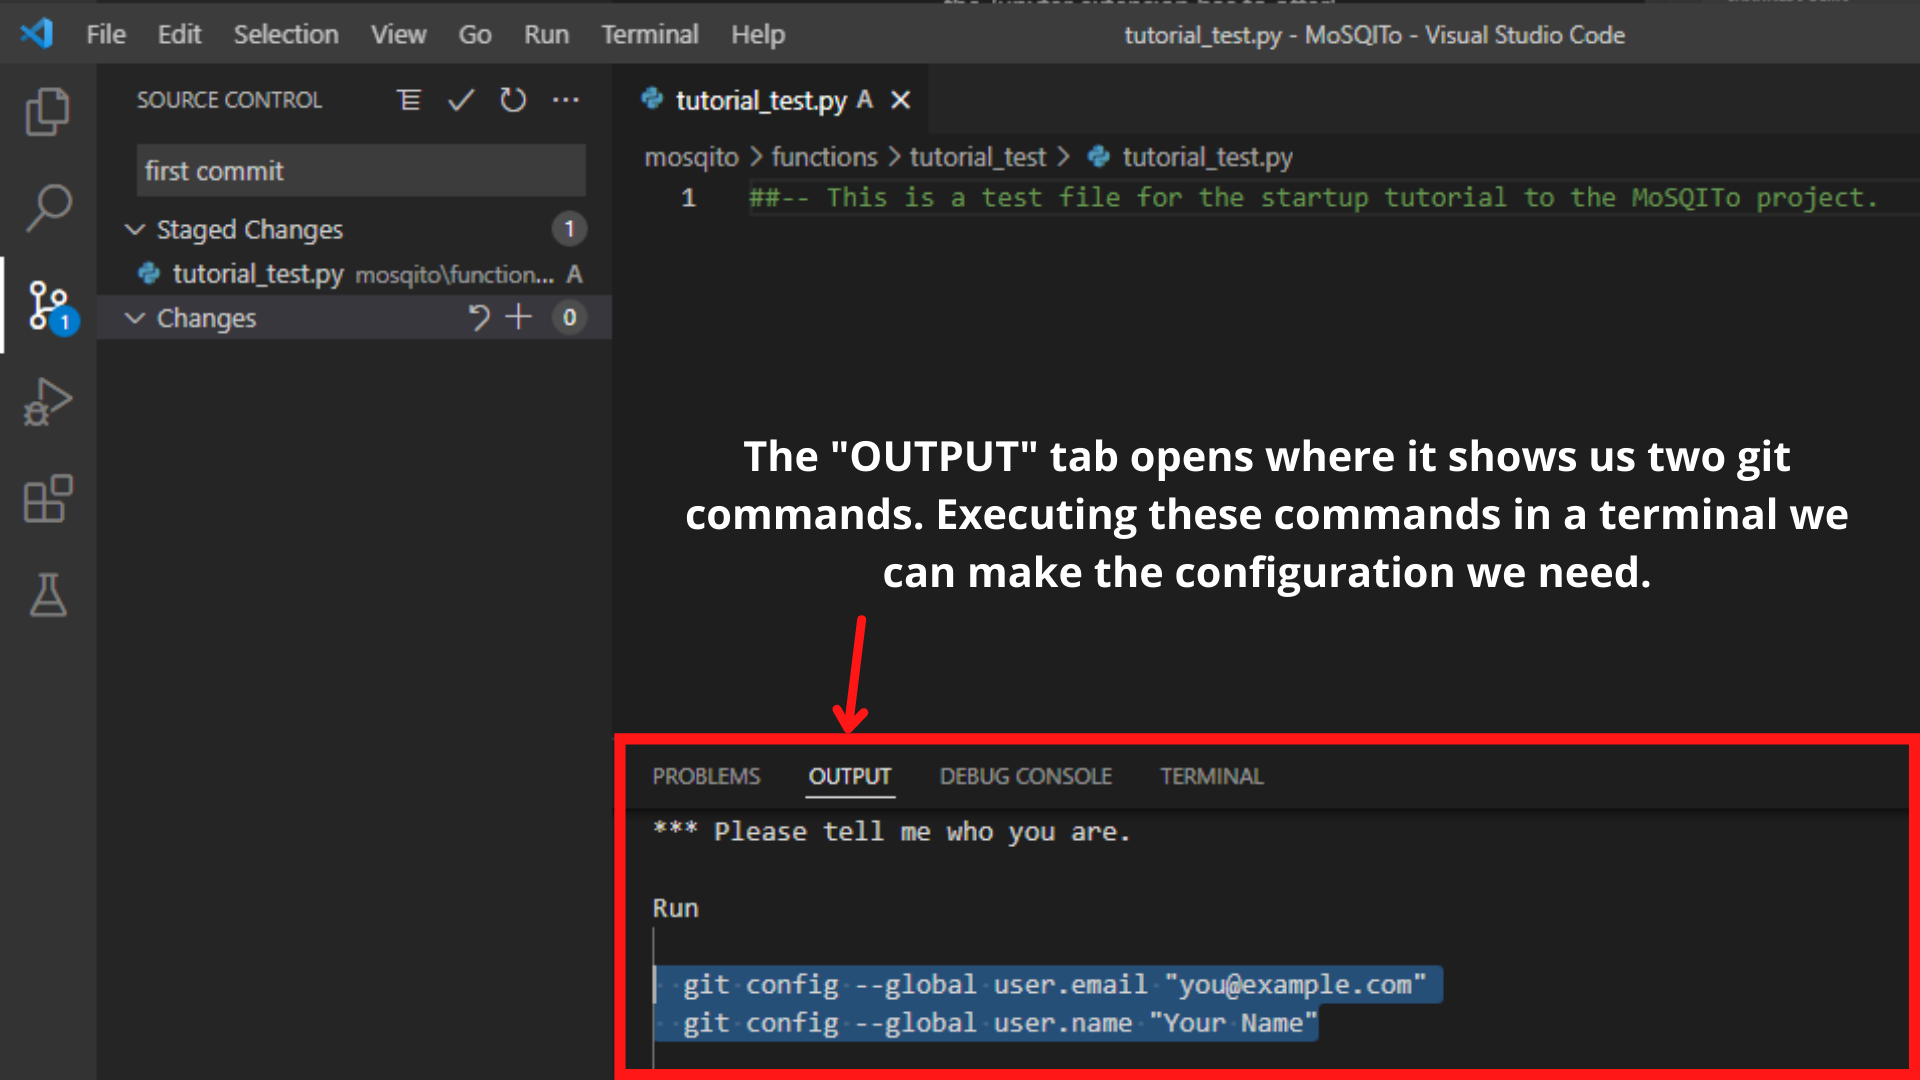 File Edit Selection View Go Run Terminal Help
tutorial_test.py - MoSQITo - Visual Studio Code
SOURCE CONTROL
first commit
Staged Changes 1
tutorial_test.py mosqito\function... A
Changes 0
1
tutorial_test.py A
mosqito > functions > tutorial_test > tutorial_test.py
1 ##-- This is a test file for the startup tutorial to the MoSQITo project.
The "OUTPUT" tab opens where it shows us two git
commands. Executing these commands in a terminal we
can make the configuration we need.
PROBLEMS OUTPUT DEBUG CONSOLE TERMINAL
*** Please tell me who you are.
Run
git config --global user.email "you@example.com"
git config --global user.name "Your Name"